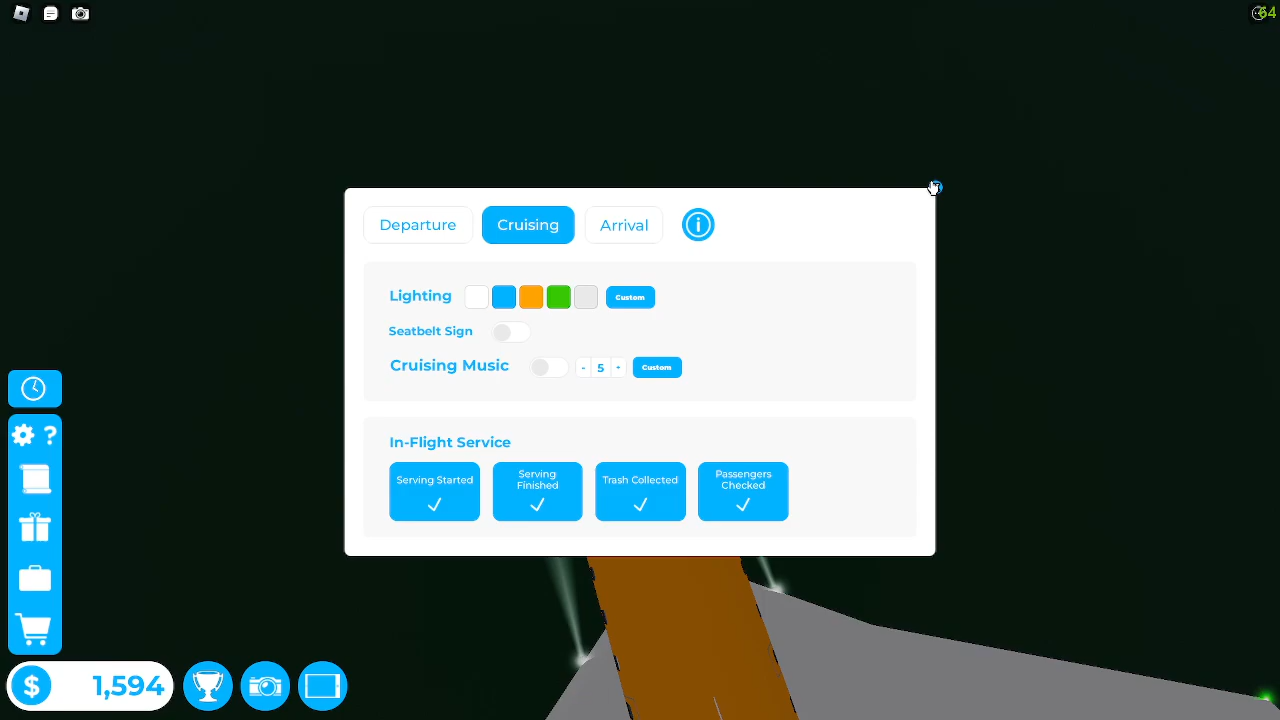 64
Departure
Cruising
Arrival
Lighting
Custom
Seatbelt Sign
Cruising Music
- 5 +
Custom
In-Flight Service
Serving Started
Serving
Finished
Trash Collected
Passengers
Checked
?
$ 1,594